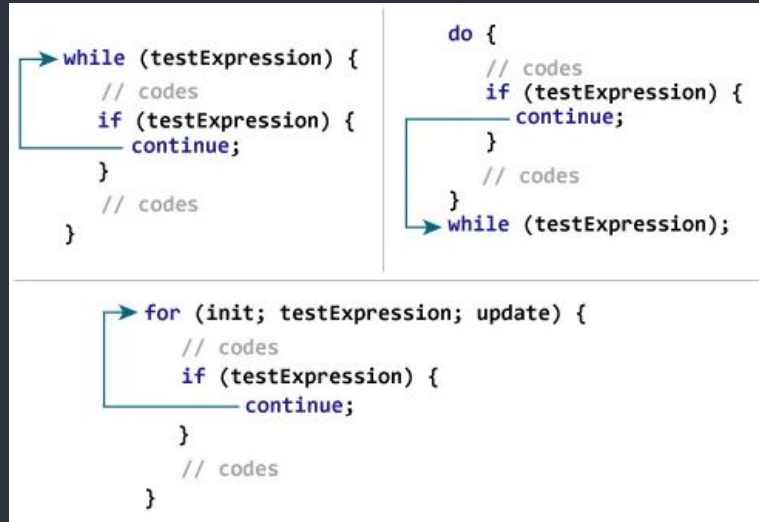 while (testExpression) {
// codes
if (testExpression) {
continue;
}
// codes
}
do {
// codes
if (testExpression) {
continue;
}
// codes
}
while (testExpression);
for (init; testExpression; update) {
// codes
if (testExpression) {
continue;
}
// codes
}